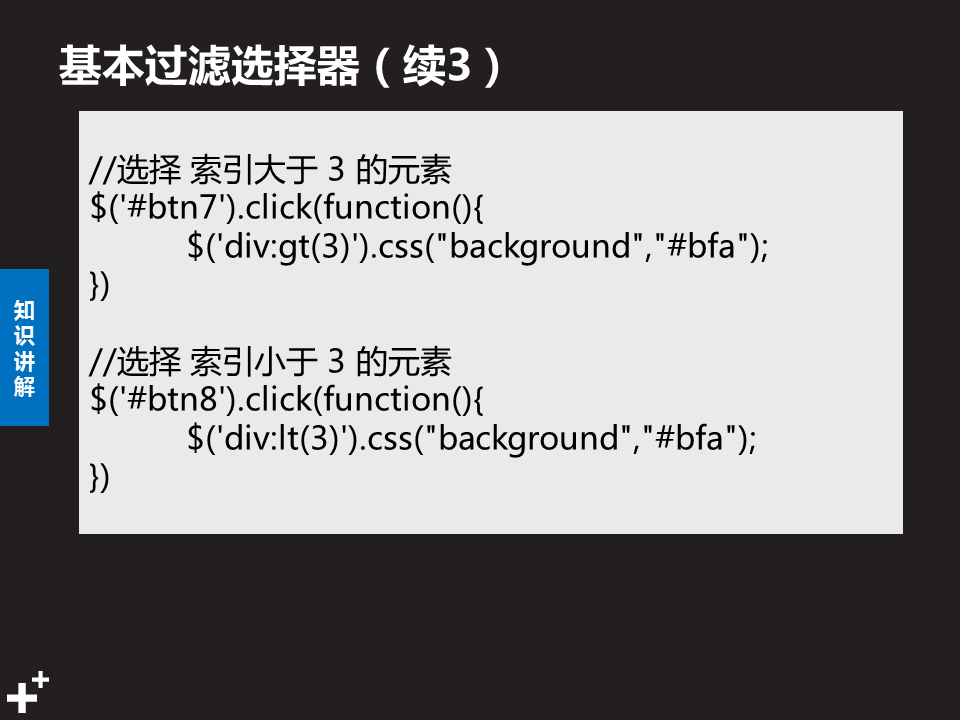 基本过滤选择器（续3）
//选择 索引大于 3 的元素
$('#btn7').click(function(){
$('div:gt(3)').css("background","#bfa");
})
//选择 索引小于 3 的元素
$('#btn8').click(function(){
$('div:lt(3)').css("background","#bfa");
})
知
识
讲
解